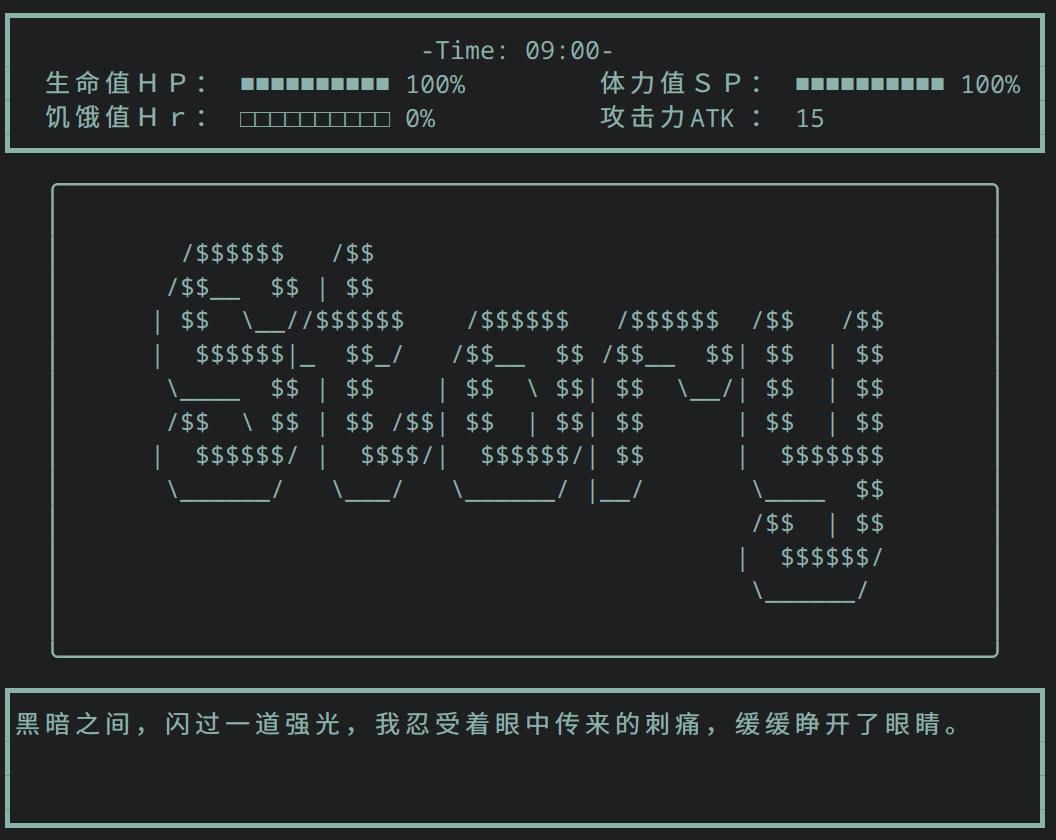 -Time: 09:00-
生命值ＨＰ： ■■■■■■■■■■ 100% 体力值ＳＰ： ■■■■■■■■■■ 100%
饥饿值Ｈｒ： □□□□□□□□□□ 0% 攻击力ATK ： 15
  /$$$$$$   /$$
 /$$__  $$ | $$
| $$  \__//$$$$$$    /$$$$$$   /$$$$$$  /$$   /$$
|  $$$$$$|_  $$_/   /$$__  $$ /$$__  $$| $$  | $$
 \____  $$ | $$    | $$  \ $$| $$  \__/| $$  | $$
 /$$  \ $$ | $$ /$$| $$  | $$| $$      | $$  | $$
|  $$$$$$/ |  $$$$/|  $$$$$$/| $$      |  $$$$$$$
 \______/   \___/   \______/ |__/       \____  $$
                                        /$$  | $$
                                       |  $$$$$$/
                                        \______/
黑暗之间，闪过一道强光，我忍受着眼中传来的刺痛，缓缓睁开了眼睛。